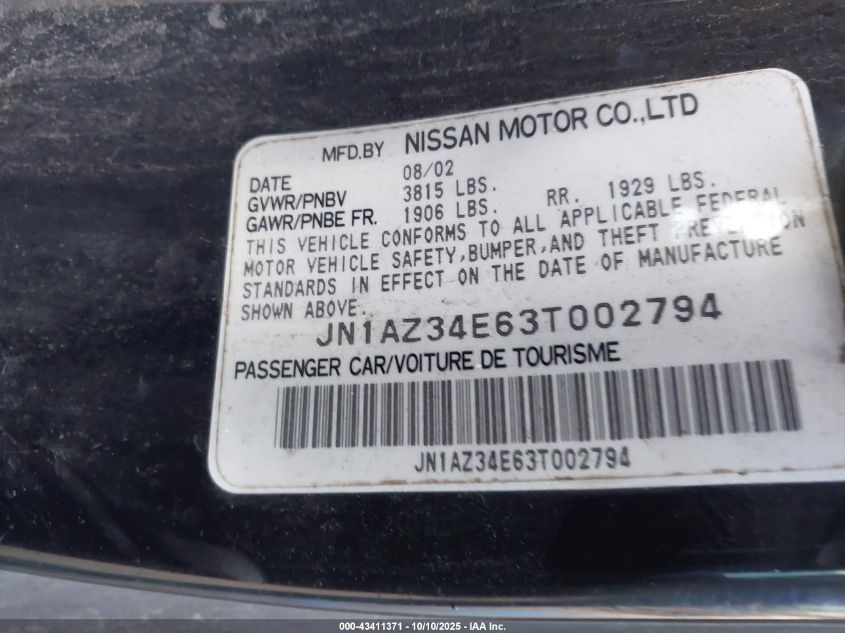 MFD.BY NISSAN MOTOR CO.,LTD
DATE 08/02
GVWR/PNBV 3815 LBS.
GAWR/PNBE FR. 1906 LBS. RR. 1929 LBS.
THIS VEHICLE CONFORMS TO ALL APPLICABLE FEDERAL
MOTOR VEHICLE SAFETY,BUMPER,AND THEFT PREVENTION
STANDARDS IN EFFECT ON THE DATE OF MANUFACTURE
SHOWN ABOVE.
JN1AZ34E63T002794
PASSENGER CAR/VOITURE DE TOURISME
JN1AZ34E63T002794
000-43411371 | 10/10/2025 - IAA Inc.